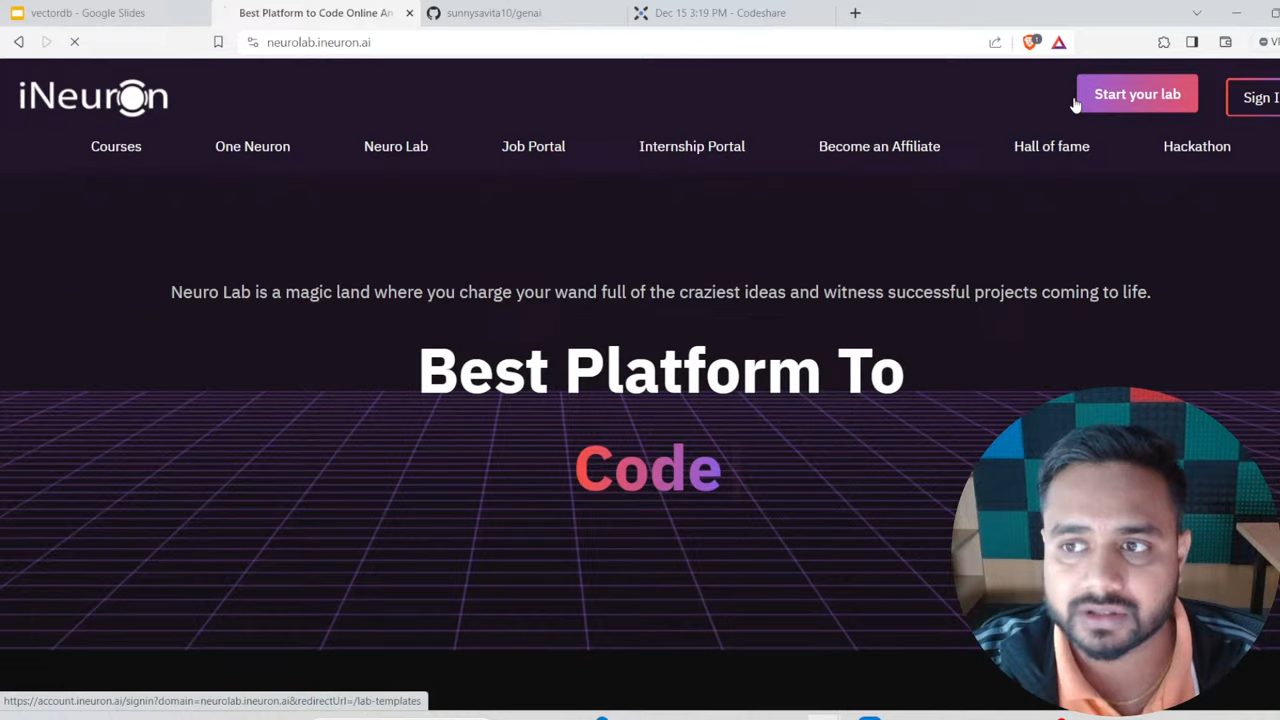 vectordb - Google Slides
Best Platform to Code Online An
sunnysavita10/genai
Dec 15 3:19 PM - Codeshare
neurolab.ineuron.ai
1
iNeuron
Start your lab
Sign I
Courses
One Neuron
Neuro Lab
Job Portal
Internship Portal
Become an Affiliate
Hall of fame
Hackathon
Neuro Lab is a magic land where you charge your wand full of the craziest ideas and witness successful projects coming to life.
Best Platform To
Code
https://account.ineuron.ai/signin?domain=neurolab.ineuron.ai&redirectUrl=/lab-templates